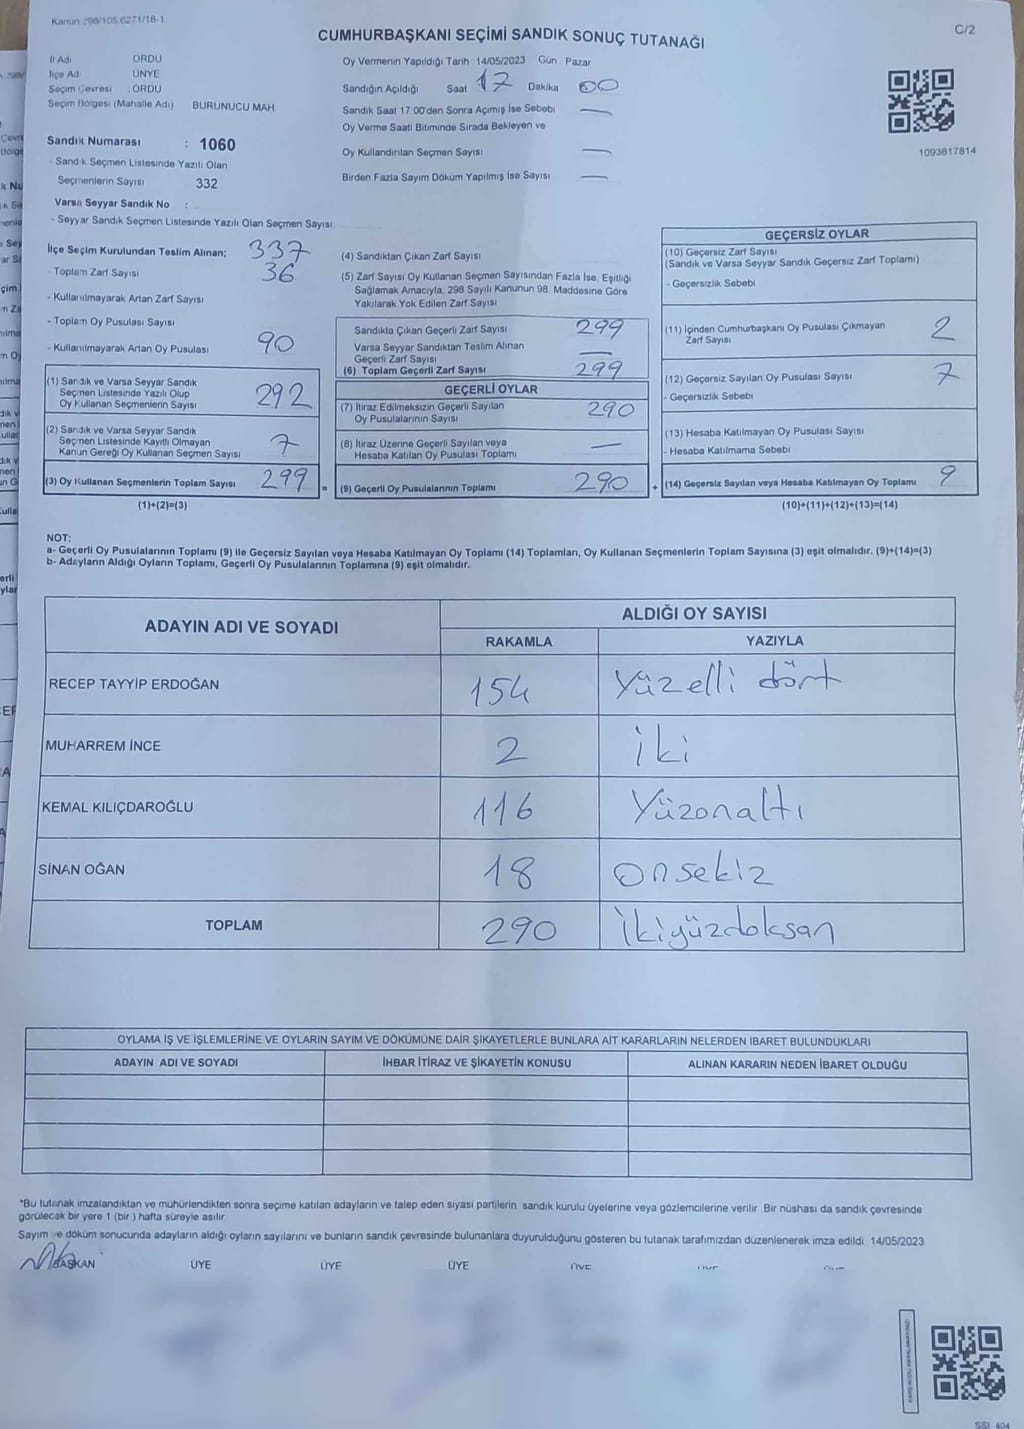 Kanun 298/105.6271/18-1
C/2
CUMHURBAŞKANI SEÇİMİ SANDIK SONUÇ TUTANAĞI
İl Adı ORDU
İlçe Adı ÜNYE
Seçim Çevresi : ORDU
Seçim Bölgesi (Mahalle Adı) BURUNUCU MAH.
Sandık Numarası : 1060
- Sandık Seçmen Listesinde Yazılı Olan
Seçmenlerin Sayısı 332
Varsa Seyyar Sandık No :
- Seyyar Sandık Seçmen Listesinde Yazılı Olan Seçmen Sayısı
Oy Vermenin Yapıldığı Tarih 14/05/2023 Gün Pazar
Sandığın Açıldığı Saat 17 Dakika 00
Sandık Saat 17:00'den Sonra Açılmış İse Sebebi —
Oy Verme Saati Bitiminde Sırada Bekleyen ve
Oy Kullandırılan Seçmen Sayısı —
Birden Fazla Sayım Döküm Yapılmış İse Sayısı —
1093817814
İlçe Seçim Kurulundan Teslim Alınan; 337
- Toplam Zarf Sayısı 36
- Kullanılmayarak Artan Zarf Sayısı
- Toplam Oy Pusulası Sayısı
- Kullanılmayarak Artan Oy Pusulası 90
(1) Sandık ve Varsa Seyyar Sandık
Seçmen Listesinde Yazılı Olup
Oy Kullanan Seçmenlerin Sayısı 292
(2) Sandık ve Varsa Seyyar Sandık
Seçmen Listesinde Kayıtlı Olmayan
Kanun Gereği Oy Kullanan Seçmen Sayısı 7
(3) Oy Kullanan Seçmenlerin Toplam Sayısı 299 =
(1)+(2)=(3)
(4) Sandıktan Çıkan Zarf Sayısı
(5) Zarf Sayısı Oy Kullanan Seçmen Sayısından Fazla İse, Eşitliği
Sağlamak Amacıyla, 298 Sayılı Kanunun 98. Maddesine Göre
Yakılarak Yok Edilen Zarf Sayısı
Sandıkta Çıkan Geçerli Zarf Sayısı 299
Varsa Seyyar Sandıktan Teslim Alınan
Geçerli Zarf Sayısı —
(6) Toplam Geçerli Zarf Sayısı 299
GEÇERLİ OYLAR
(7) İtiraz Edilmeksizin Geçerli Sayılan
Oy Pusulalarının Sayısı 290
(8) İtiraz Üzerine Geçerli Sayılan veya
Hesaba Katılan Oy Pusulası Toplamı —
(9) Geçerli Oy Pusulalarının Toplamı 290 +
GEÇERSİZ OYLAR
(10) Geçersiz Zarf Sayısı
(Sandık ve Varsa Seyyar Sandık Geçersiz Zarf Toplamı)
- Geçersizlik Sebebi
(11) İçinden Cumhurbaşkanı Oy Pusulası Çıkmayan
Zarf Sayısı 2
(12) Geçersiz Sayılan Oy Pusulası Sayısı 7
- Geçersizlik Sebebi
(13) Hesaba Katılmayan Oy Pusulası Sayısı
- Hesaba Katılmama Sebebi
(14) Geçersiz Sayılan veya Hesaba Katılmayan Oy Toplamı 9
(10)+(11)+(12)+(13)=(14)
NOT:
a- Geçerli Oy Pusulalarının Toplamı (9) ile Geçersiz Sayılan veya Hesaba Katılmayan Oy Toplamı (14) Toplamları, Oy Kullanan Seçmenlerin Toplam Sayısına (3) eşit olmalıdır. (9)+(14)=(3)
b- Adayların Aldığı Oyların Toplamı, Geçerli Oy Pusulalarının Toplamına (9) eşit olmalıdır.
ADAYIN ADI VE SOYADI ALDIĞI OY SAYISI
RAKAMLA YAZIYLA
RECEP TAYYİP ERDOĞAN 154 Yüzelli dört
MUHARREM İNCE 2 İki
KEMAL KILIÇDAROĞLU 116 Yüzonaltı
SİNAN OĞAN 18 Onsekiz
TOPLAM 290 İkiyüzdoksan
OYLAMA İŞ VE İŞLEMLERİNE VE OYLARIN SAYIM VE DÖKÜMÜNE DAİR ŞİKAYETLERLE BUNLARA AİT KARARLARIN NELERDEN İBARET BULUNDUKLARI
ADAYIN ADI VE SOYADI İHBAR İTİRAZ VE ŞİKAYETİN KONUSU ALINAN KARARIN NEDEN İBARET OLDUĞU
*Bu tutanak imzalandıktan ve mühürlendikten sonra seçime katılan adayların ve talep eden siyasi partilerin sandık kurulu üyelerine veya gözlemcilerine verilir. Bir nüshası da sandık çevresinde
görülecek bir yere 1 (bir) hafta süreyle asılır.
Sayım ve döküm sonucunda adayların aldığı oyların sayılarını ve bunların sandık çevresinde bulunanlara duyurulduğunu gösteren bu tutanak tarafımızdan düzenlenerek imza edildi. 14/05/2023
BAŞKAN ÜYE ÜYE ÜYE
SSI_404